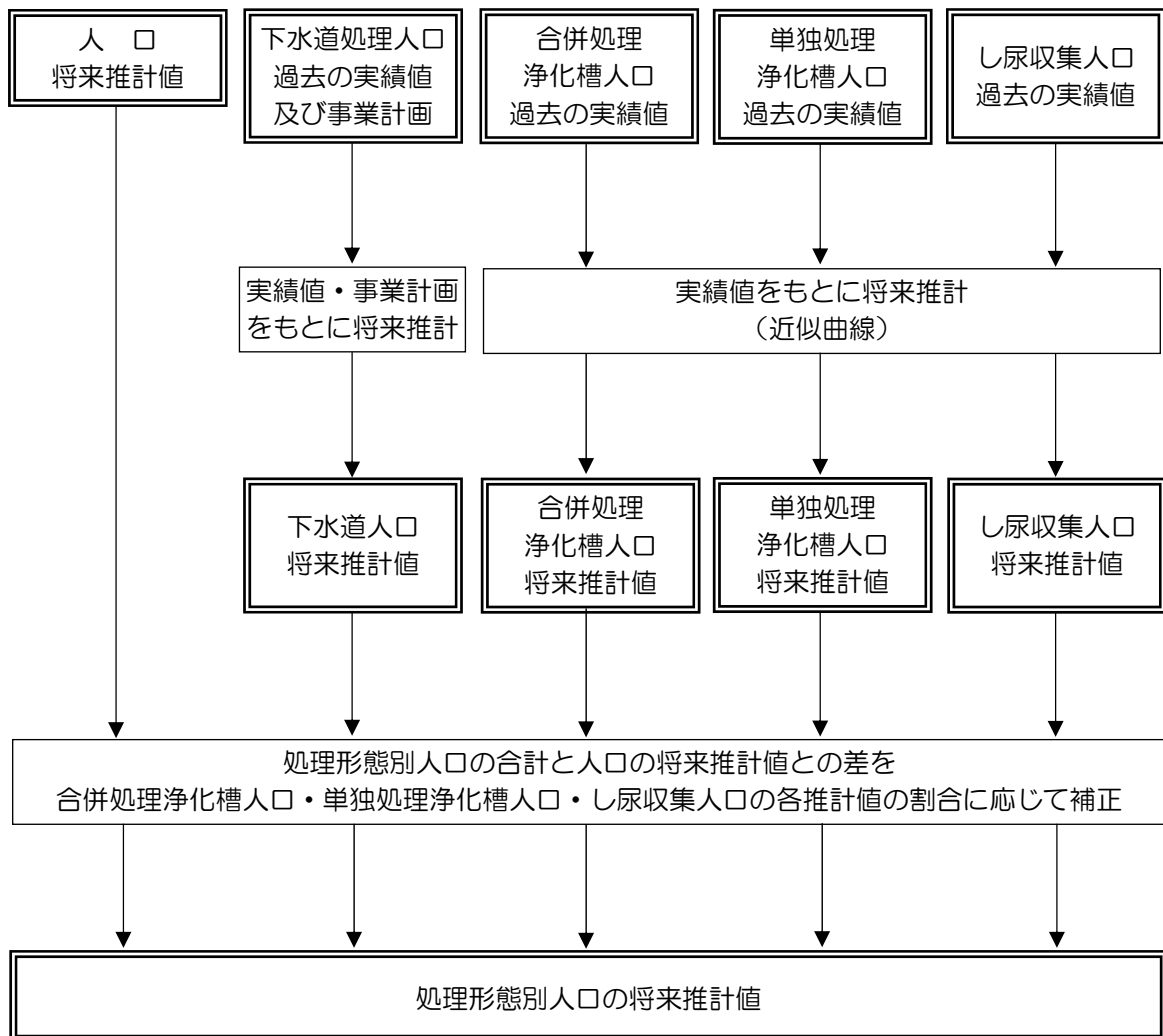 人　口
将来推計値
下水道処理人口
過去の実績値
及び事業計画
合併処理
浄化槽人口
過去の実績値
単独処理
浄化槽人口
過去の実績値
し尿収集人口
過去の実績値
実績値・事業計画
をもとに将来推計
実績値をもとに将来推計
（近似曲線）
下水道人口
将来推計値
合併処理
浄化槽人口
将来推計値
単独処理
浄化槽人口
将来推計値
し尿収集人口
将来推計値
処理形態別人口の合計と人口の将来推計値との差を
合併処理浄化槽人口・単独処理浄化槽人口・し尿収集人口の各推計値の割合に応じて補正
処理形態別人口の将来推計値